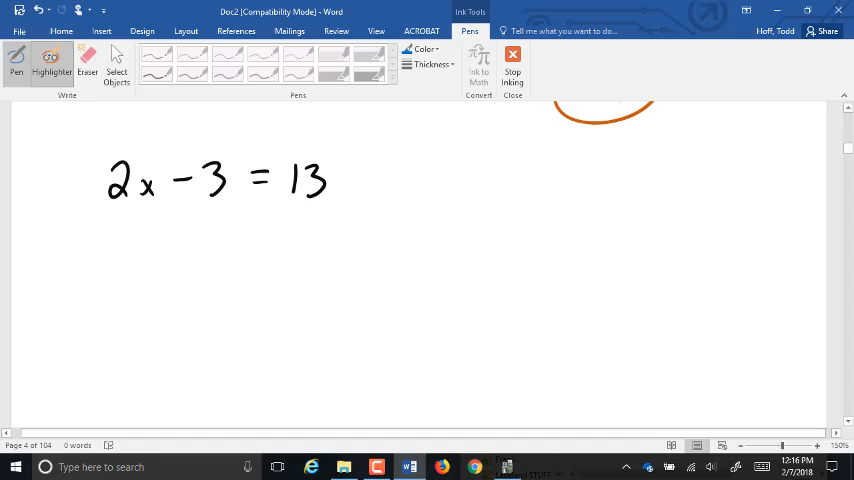 Doc2 [Compatibility Mode] - Word
Ink Tools
File Home Insert Design Layout References Mailings Review View ACROBAT Pens Tell me what you want to do... Hoff, Todd Share
Pen Highlighter Eraser Select Objects
Color
Thickness
Ink to Math
Stop Inking
Write Pens Convert Close
2x - 3 = 13
Page 4 of 104 0 words 150%
Type here to search
12:16 PM
2/7/2018